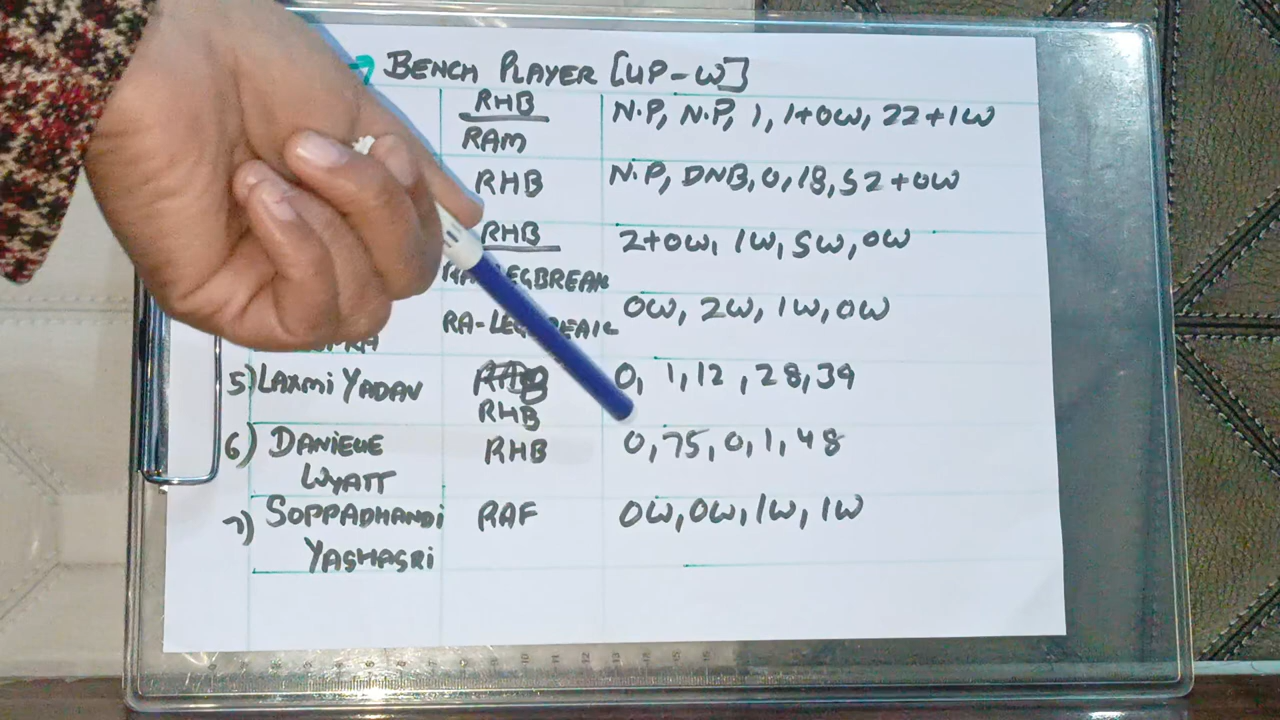 BENCH PLAYER [UP-W]
RHB N.P, N.P, 1, 1+0W, 22+1W
RAM
RHB N.P, DNB, 0, 18, 52+0W
RHB 2+0W, 1W, 5W, 0W
LEGBREAK
0W, 2W, 1W, 0W
5) LAXMI YADAV 0, 1, 12, 28, 39
RHB
6) DANIELLE RHB 0, 75, 0, 1, 48
WYATT
7) SOPPADHANDI RAF 0W, 0W, 1W, 1W
YASHASRI